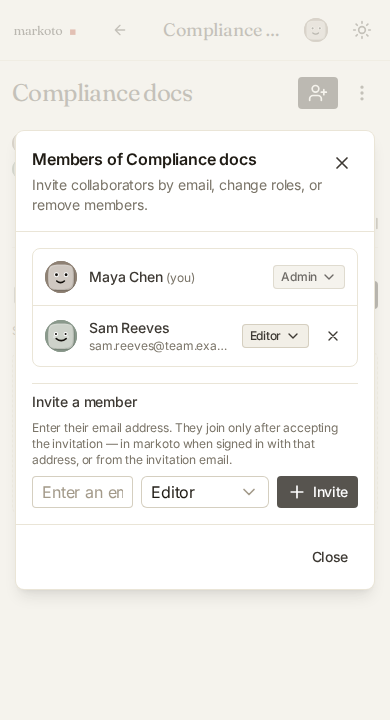 markoto
Compliance ...
Compliance docs
Members of Compliance docs
Invite collaborators by email, change roles, or
remove members.
Maya Chen (you)
Admin
Sam Reeves
sam.reeves@team.exa...
Editor
Invite a member
Enter their email address. They join only after accepting
the invitation — in markoto when signed in with that
address, or from the invitation email.
Enter an en
Editor
Invite
Close